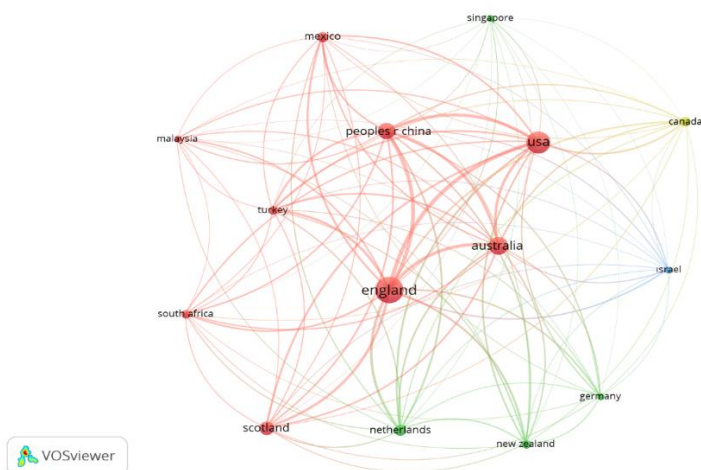 singapore
mexico
canada
peoples r china
malaysia
usa
turkey
australia
israel
england
south africa
germany
scotland
netherlands
new zealand
VOSviewer